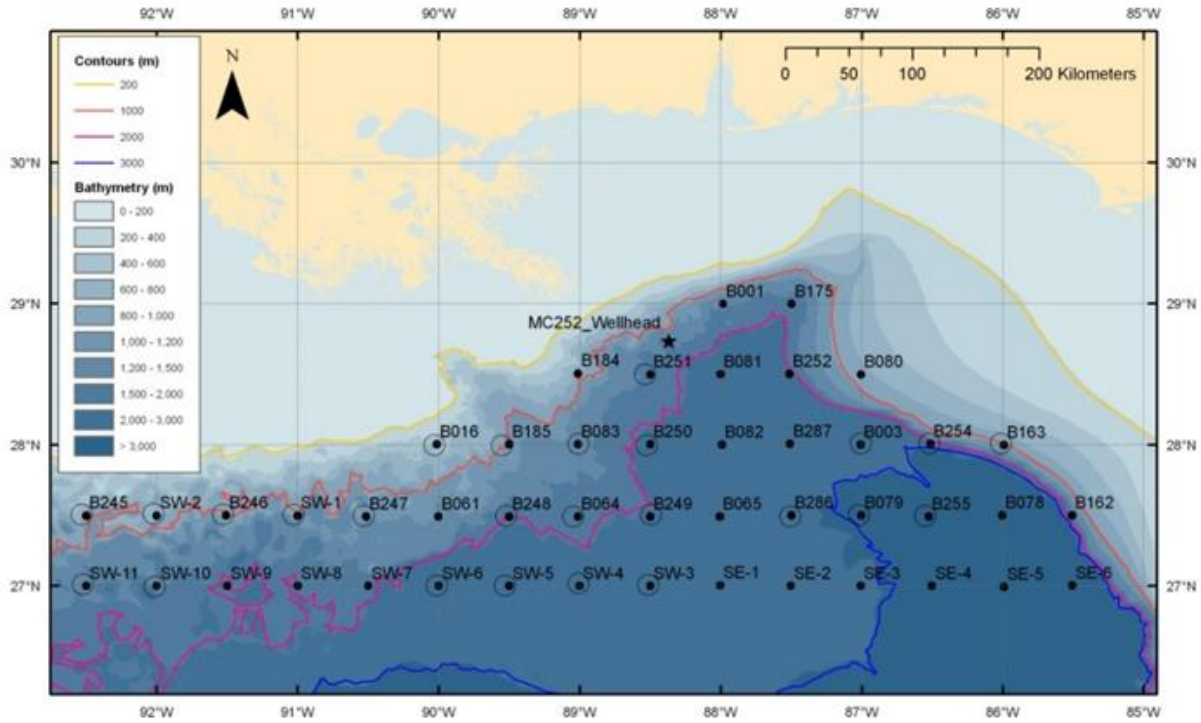 92°W 91°W 90°W 89°W 88°W 87°W 86°W 85°W
Contours (m)
200
1000
2000
3000
Bathymetry (m)
0 - 200
200 - 400
400 - 600
600 - 800
800 - 1,000
1,000 - 1,200
1,200 - 1,500
1,500 - 2,000
2,000 - 3,000
> 3,000
N
0 50 100 200 Kilometers
30°N 30°N
29°N 29°N
B001 B175
MC252_Wellhead
B184 B251 B081 B252 B080
28°N 28°N
B016 B185 B083 B250 B082 B287 B003 B254 B163
B245 SW-2 B246 SW-1 B247 B061 B248 B064 B249 B065 B286 B079 B255 B078 B162
27°N 27°N
SW-11 SW-10 SW-9 SW-8 SW-7 SW-6 SW-5 SW-4 SW-3 SE-1 SE-2 SE-3 SE-4 SE-5 SE-6
92°W 91°W 90°W 89°W 88°W 87°W 86°W 85°W